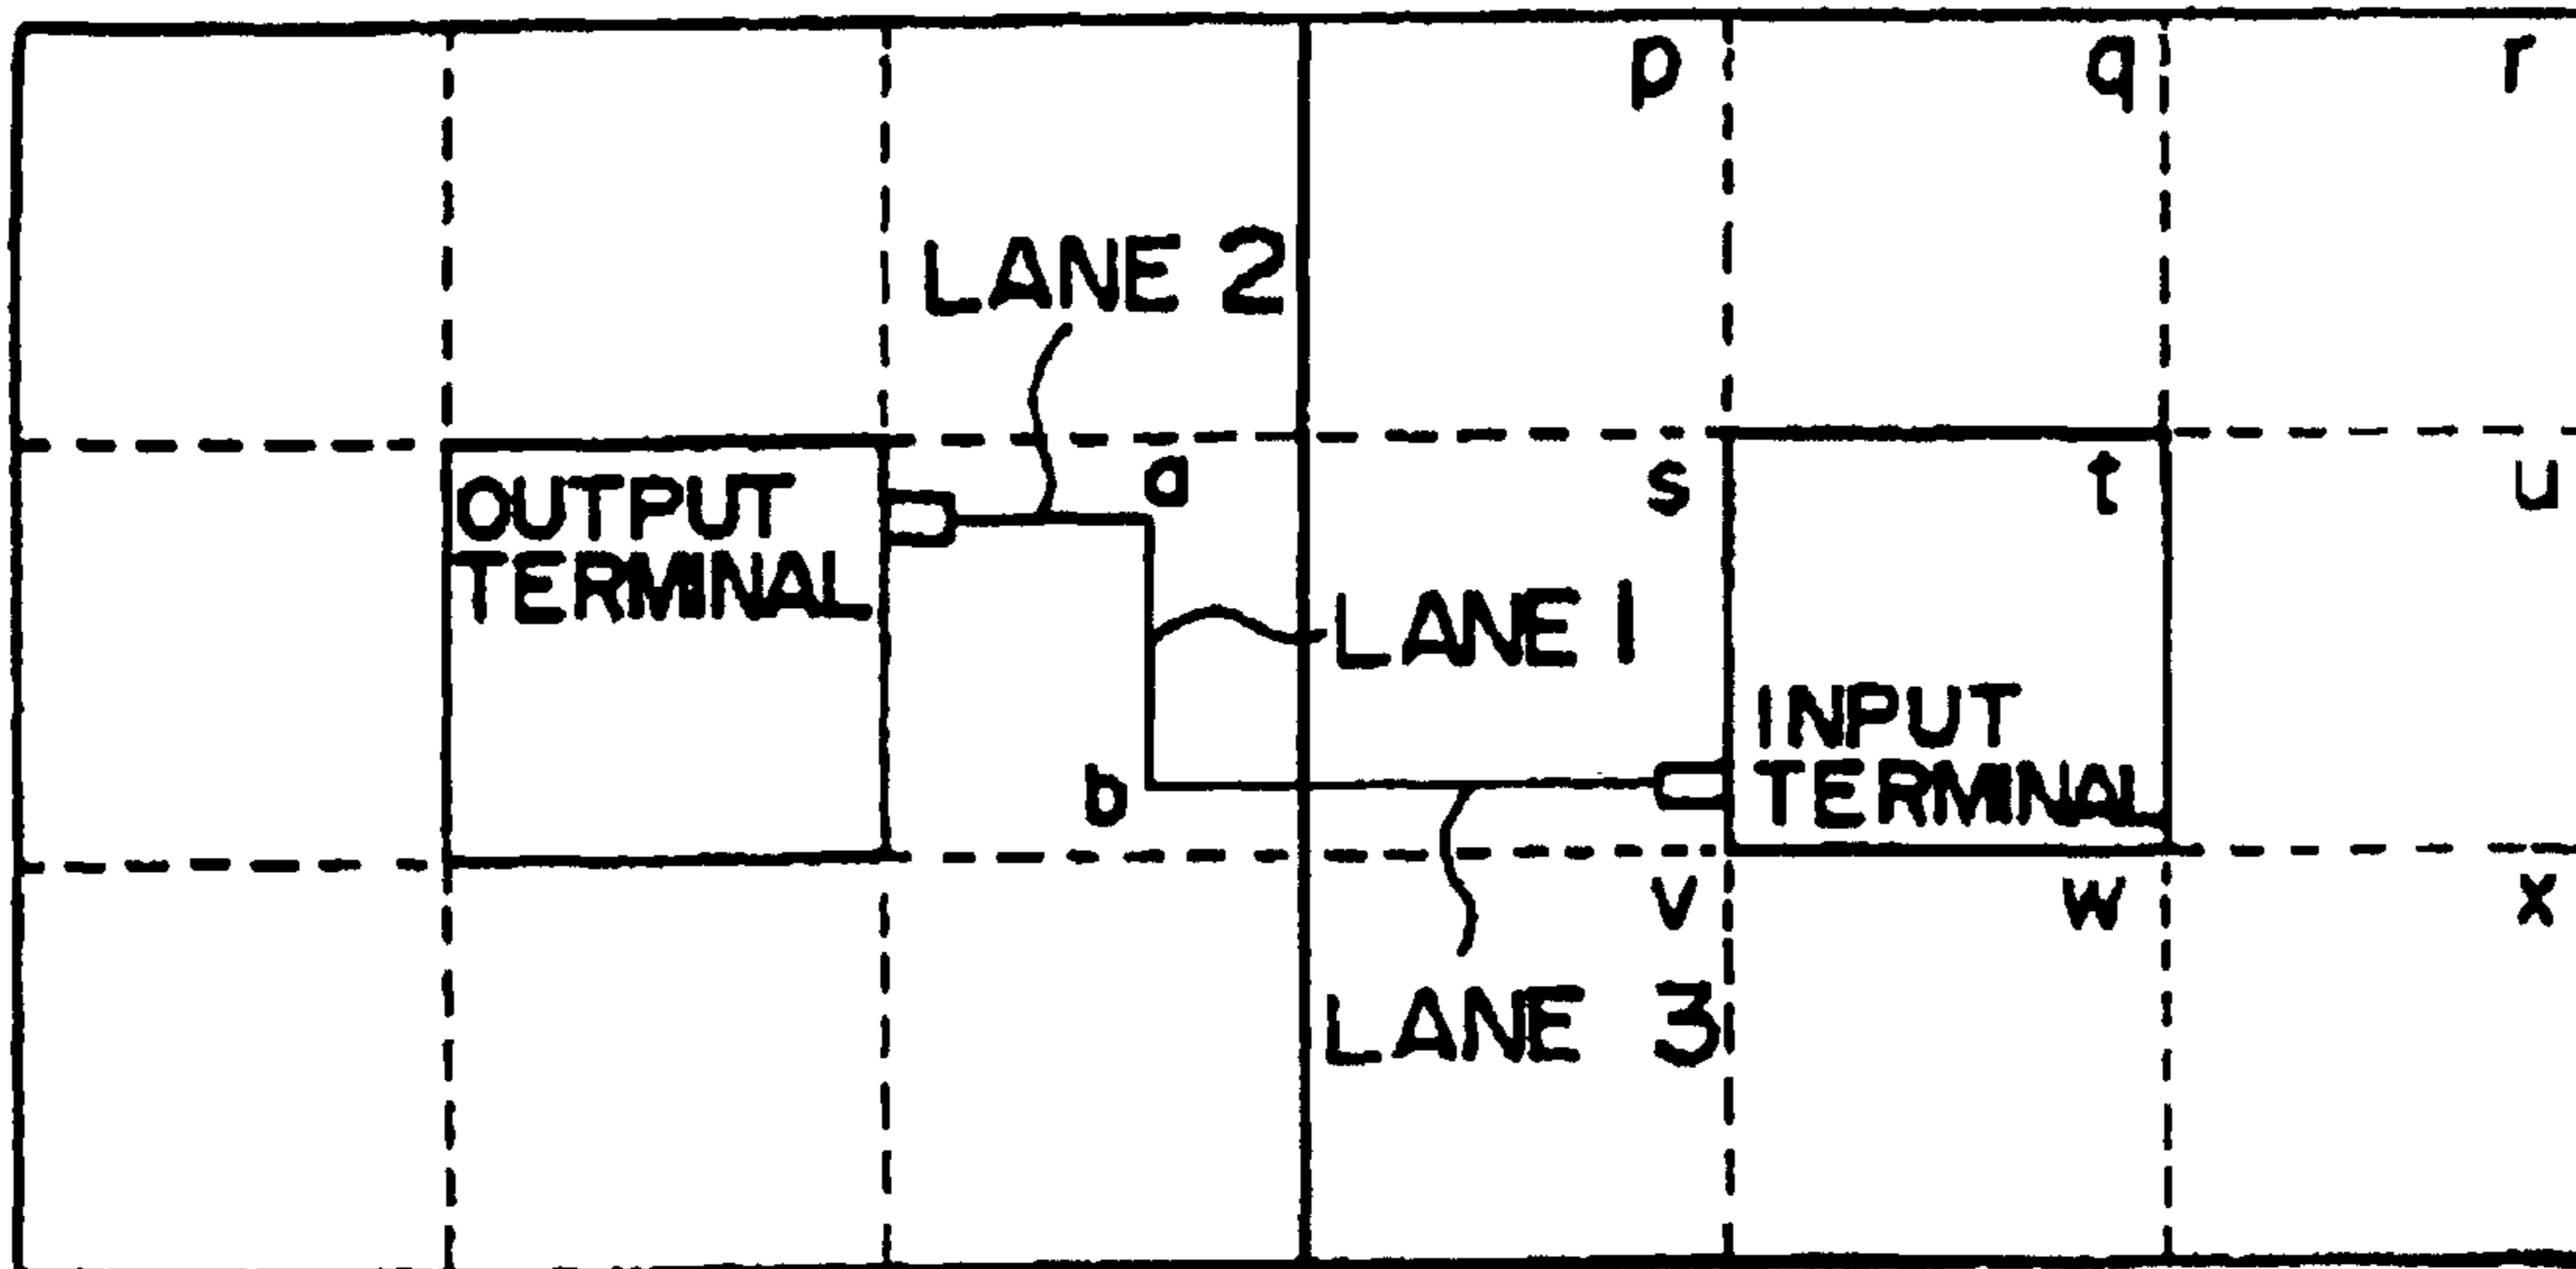 p
q
r
LANE 2
a
s
t
u
OUTPUT
TERMINAL
LANE 1
INPUT
TERMINAL
b
v
w
x
LANE 3